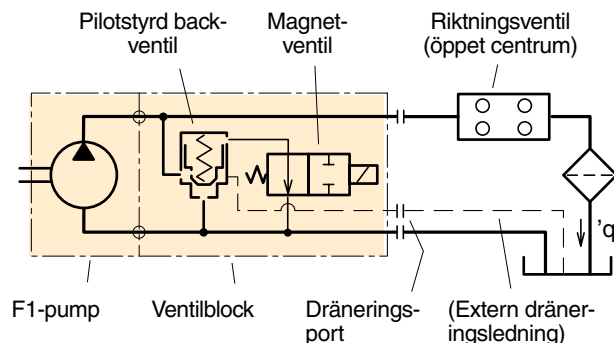 Pilotstyrd back-
ventil
Magnet-
ventil
Riktningsventil
(öppet centrum)
'q
F1-pump
Ventilblock
Dränerings-
port
(Extern dräner-
ingsledning)